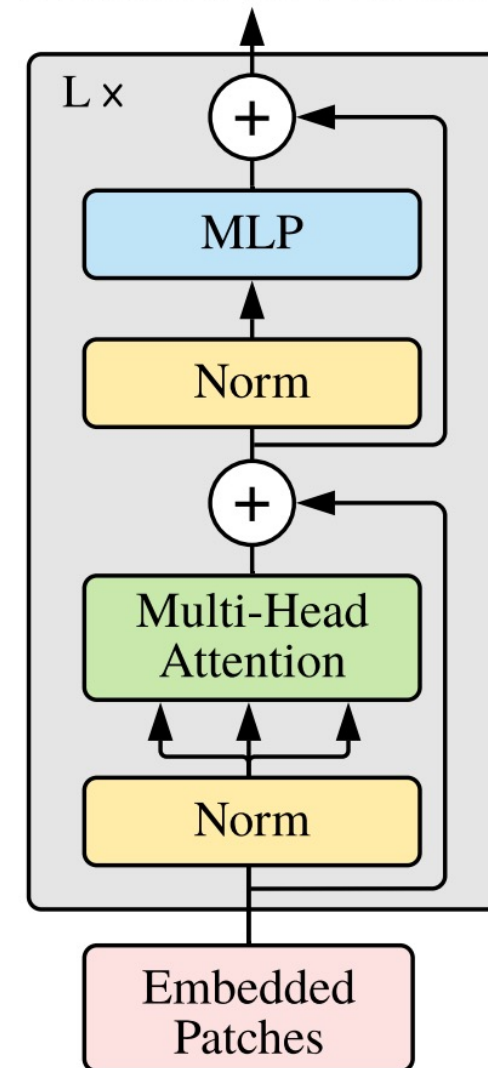 L ×
+
MLP
Norm
+
Multi-Head
Attention
Norm
Embedded
Patches